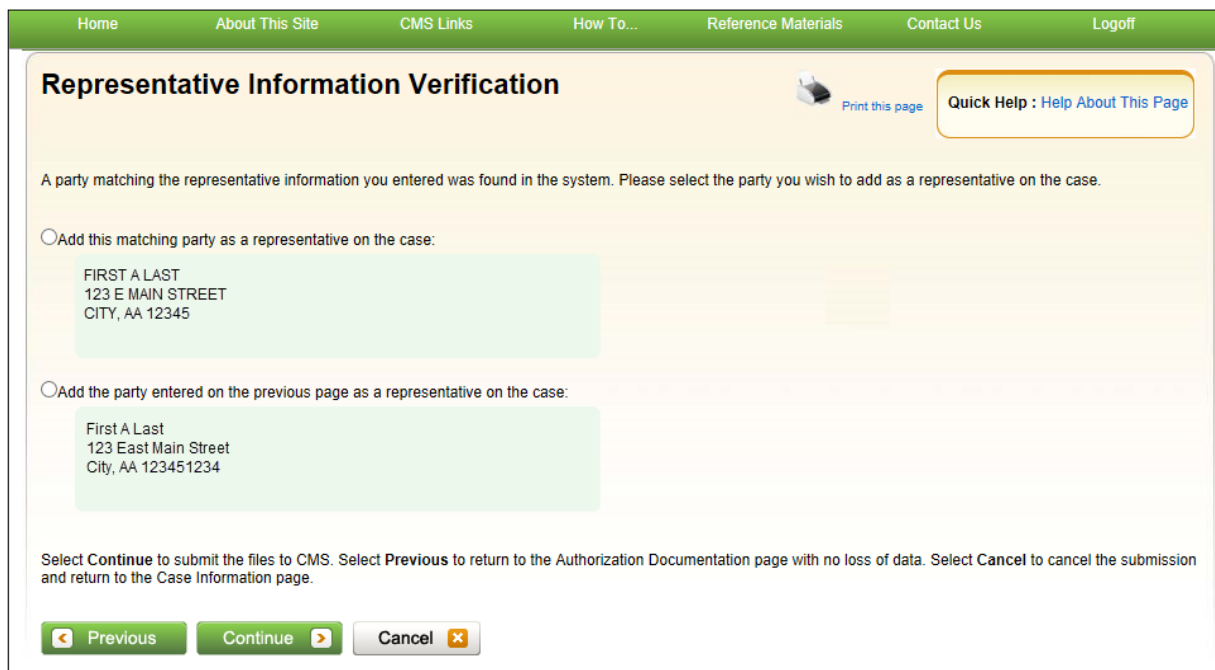 Home About This Site CMS Links How To... Reference Materials Contact Us Logoff
Representative Information Verification
Print this page
Quick Help : Help About This Page
A party matching the representative information you entered was found in the system. Please select the party you wish to add as a representative on the case.
Add this matching party as a representative on the case:
FIRST A LAST
123 E MAIN STREET
CITY, AA 12345
Add the party entered on the previous page as a representative on the case:
First A Last
123 East Main Street
City, AA 123451234
Select Continue to submit the files to CMS. Select Previous to return to the Authorization Documentation page with no loss of data. Select Cancel to cancel the submission
and return to the Case Information page.
Previous Continue Cancel